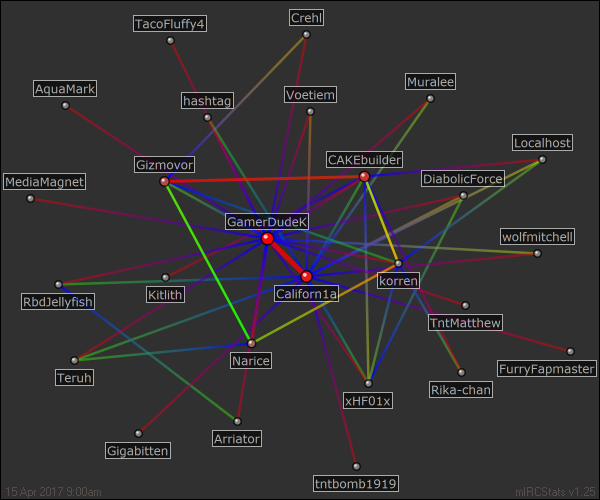 TacoFluffy4
Crehl
AquaMark
hashtag
Voetiem
Muralee
Localhost
Gizmovor
CAKEbuilder
DiabolicForce
MediaMagnet
GamerDudeK
wolfmitchell
korren
RbdJellyfish
Kitlith
Californ1a
TntMatthew
Teruh
Narice
FurryFapmaster
Rika-chan
xHF01x
Gigabitten
Arriator
tntbomb1919
15 Apr 2017 9:00am
mIRCStats v1.25